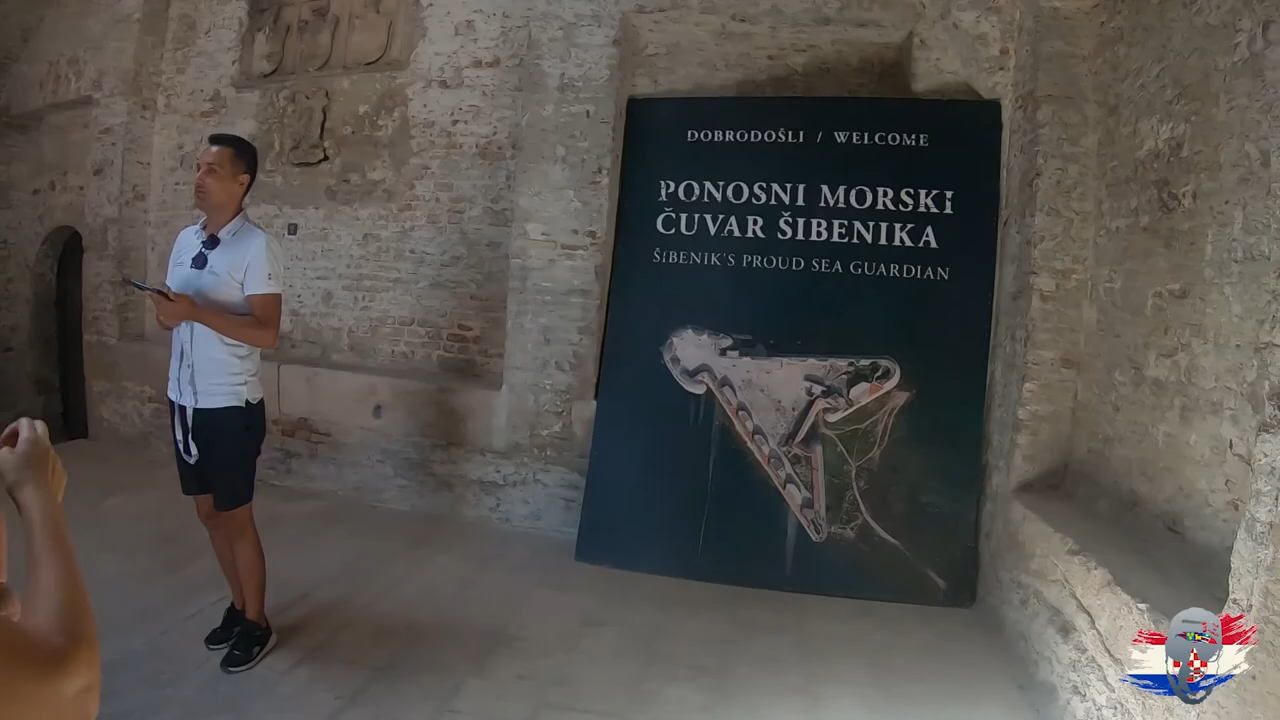 DOBRODOŠLI / WELCOME
PONOSNI MORSKI
ČUVAR ŠIBENIKA
ŠIBENIK'S PROUD SEA GUARDIAN